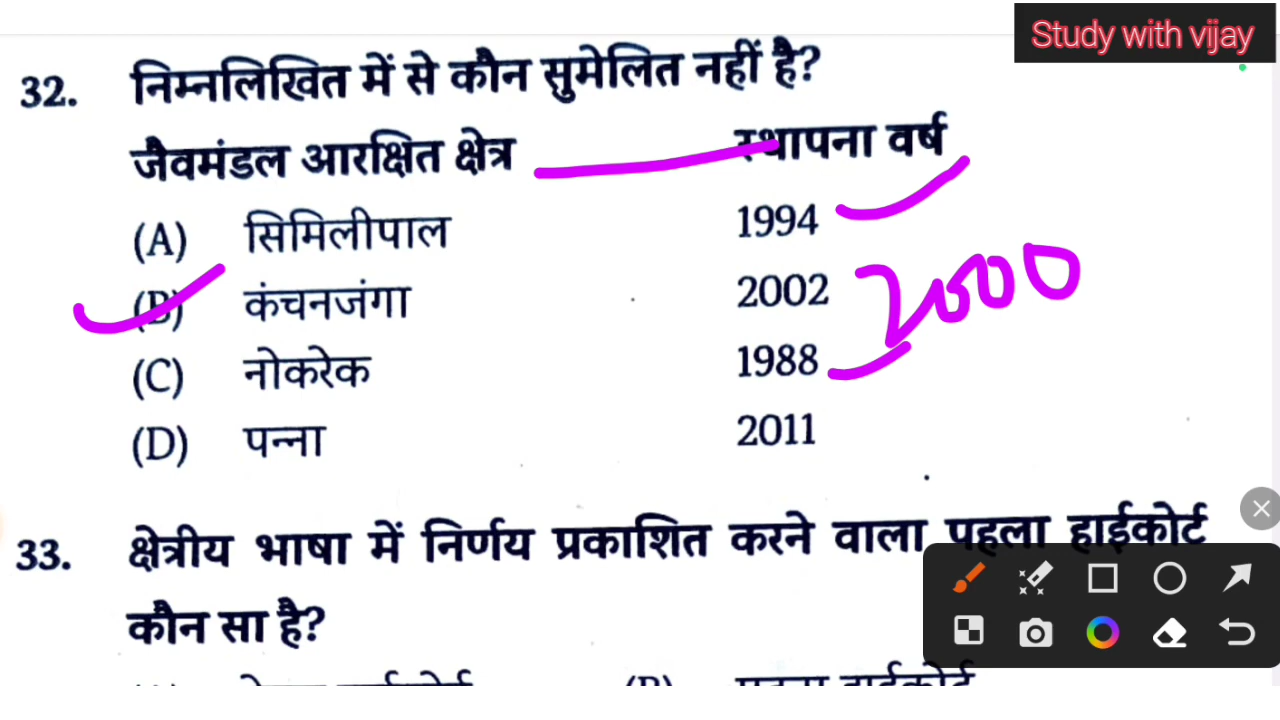 Study with vijay
32. निम्नलिखित में से कौन सुमेलित नहीं है?
जैवमंडल आरक्षित क्षेत्र स्थापना वर्ष
(A) सिमिलीपाल 1994
(B) कंचनजंगा 2002 2000
(C) नोकरेक 1988
(D) पन्ना 2011
33. क्षेत्रीय भाषा में निर्णय प्रकाशित करने वाला पहला हाईकोर्ट
कौन सा है?